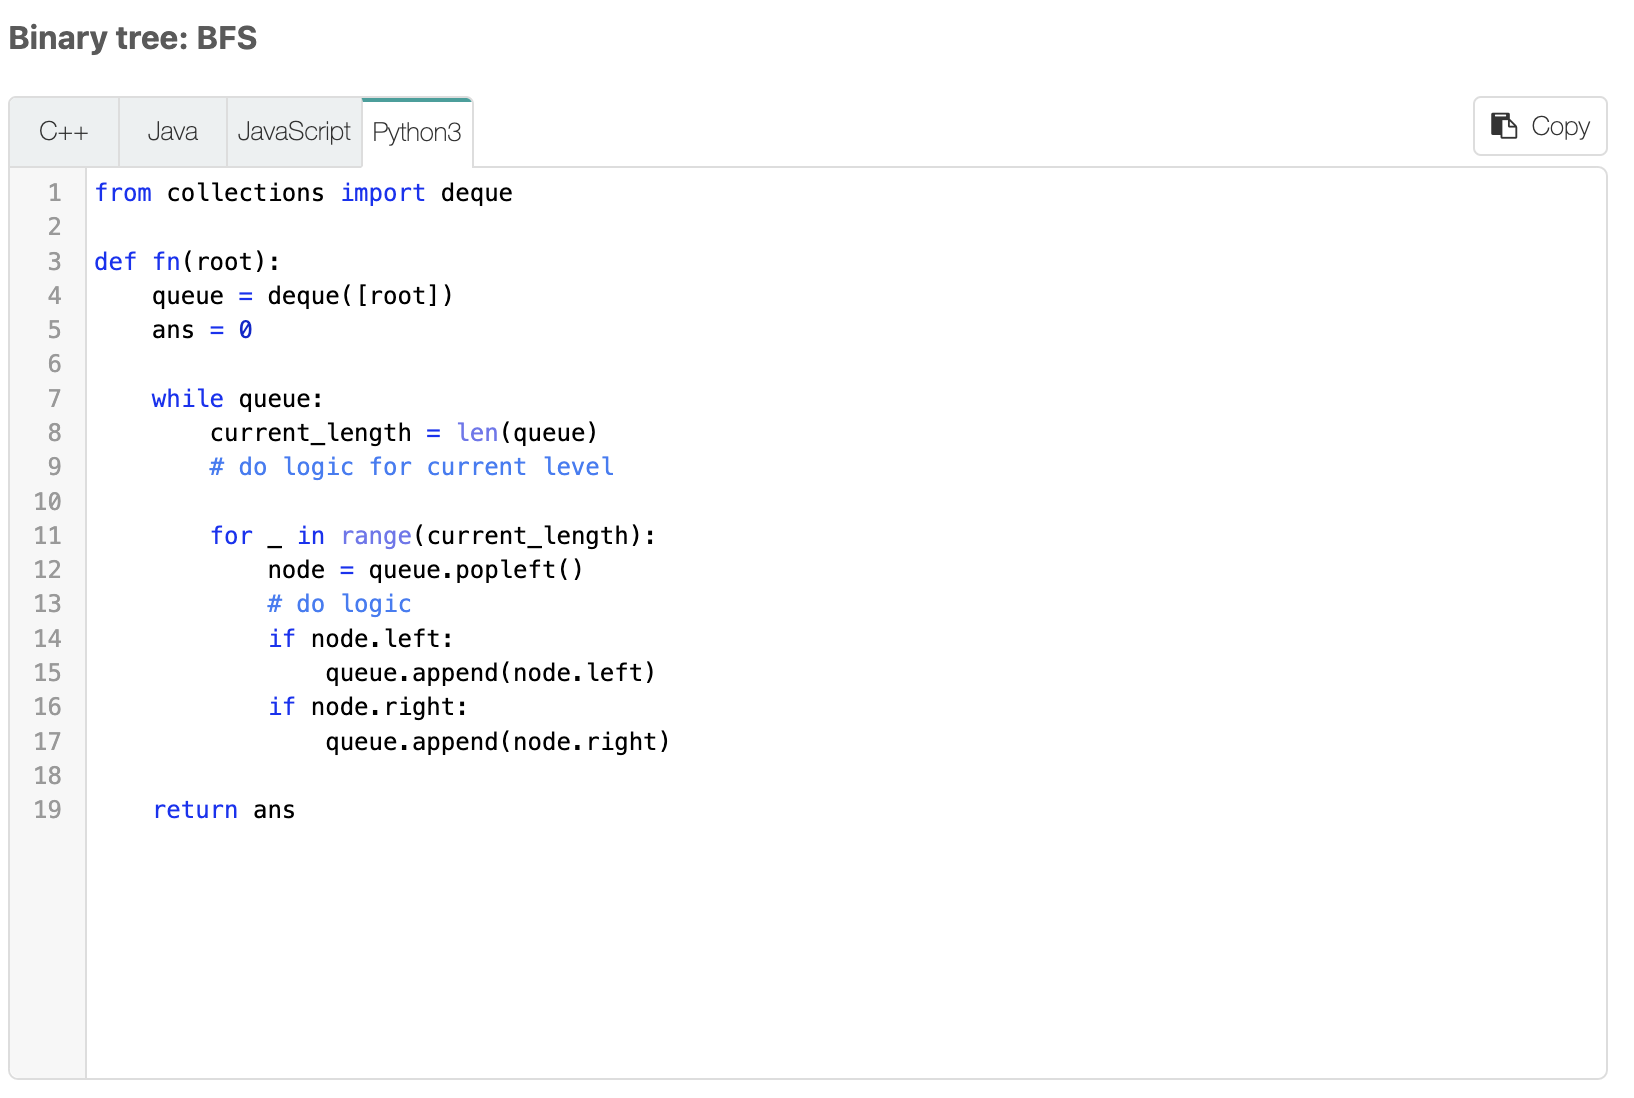 Binary tree: BFS
C++ Java JavaScript Python3 Copy
1 from collections import deque
2
3 def fn(root):
4     queue = deque([root])
5     ans = 0
6
7     while queue:
8         current_length = len(queue)
9         # do logic for current level
10
11         for _ in range(current_length):
12             node = queue.popleft()
13             # do logic
14             if node.left:
15                 queue.append(node.left)
16             if node.right:
17                 queue.append(node.right)
18
19     return ans